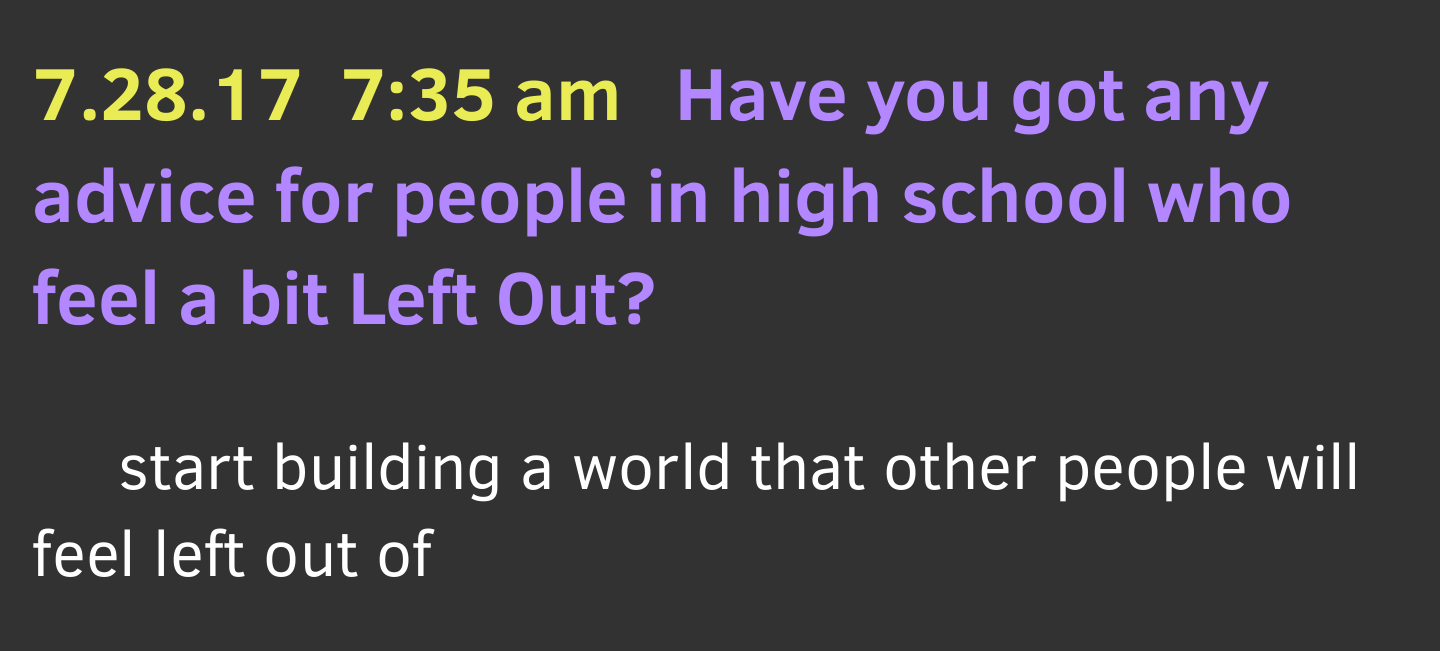 7.28.17  7:35 am   Have you got any
advice for people in high school who
feel a bit Left Out?
start building a world that other people will
feel left out of